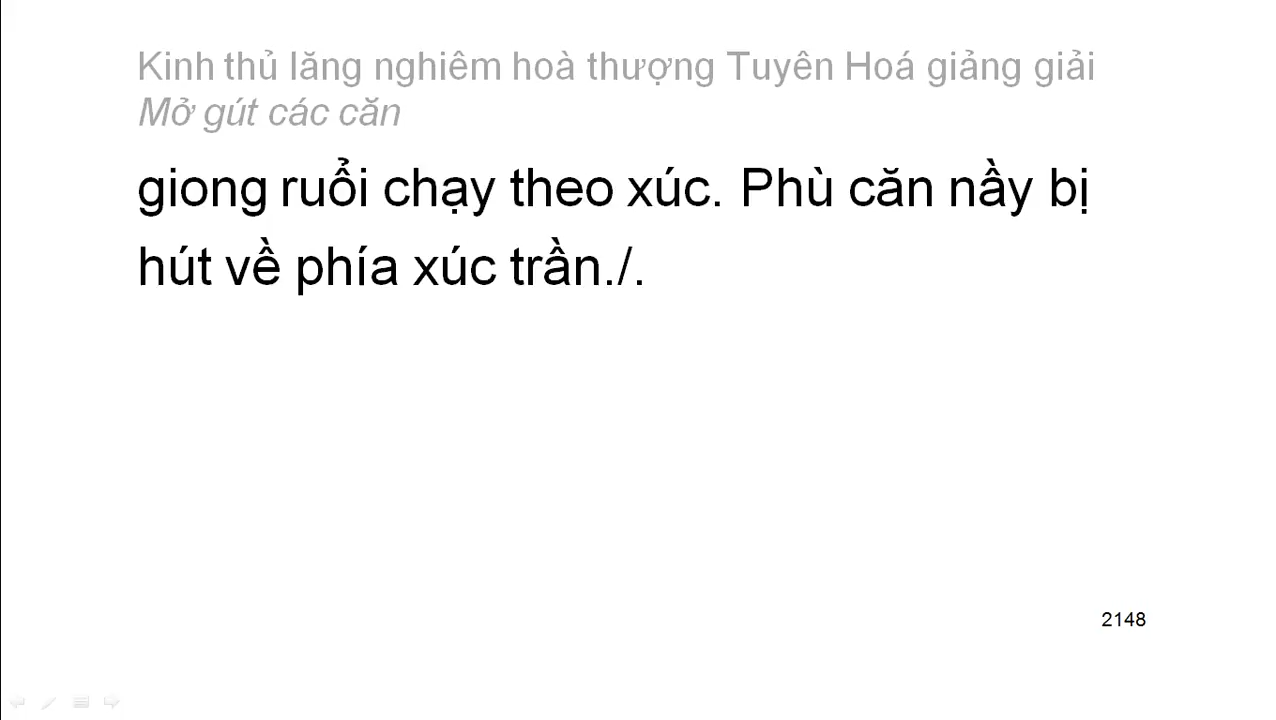 Kinh thủ lăng nghiêm hoà thượng Tuyên Hoá giảng giải
Mở gút các căn
giong ruổi chạy theo xúc. Phù căn nầy bị
hút về phía xúc trần./.
2148